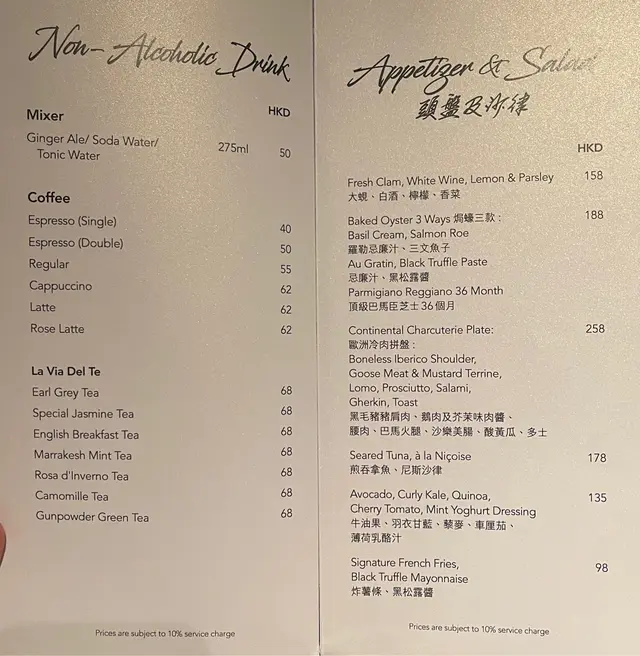 Non-Alcoholic Drink
HKD
Mixer
Ginger Ale/ Soda Water/
Tonic Water 275ml 50
Coffee
Espresso (Single) 40
Espresso (Double) 50
Regular 55
Cappuccino 62
Latte 62
Rose Latte 62
La Via Del Te
Earl Grey Tea 68
Special Jasmine Tea 68
English Breakfast Tea 68
Marrakesh Mint Tea 68
Rosa d'Inverno Tea 68
Camomille Tea 68
Gunpowder Green Tea 68
Prices are subject to 10% service charge
Appetizer & Salad
頭盤及沙律
HKD
Fresh Clam, White Wine, Lemon & Parsley 158
大蜆、白酒、檸檬、香菜
Baked Oyster 3 Ways 焗蠔三款: 188
Basil Cream, Salmon Roe
羅勒忌廉汁、三文魚子
Au Gratin, Black Truffle Paste
忌廉汁、黑松露醬
Parmigiano Reggiano 36 Month
頂級巴馬臣芝士36個月
Continental Charcuterie Plate: 258
歐洲冷肉拼盤:
Boneless Iberico Shoulder,
Goose Meat & Mustard Terrine,
Lomo, Prosciutto, Salami,
Gherkin, Toast
黑毛豬豬肩肉、鵝肉及芥茉味肉醬、
腰肉、巴馬火腿、沙樂美腸、酸黃瓜、多士
Seared Tuna, à la Niçoise 178
煎吞拿魚、尼斯沙律
Avocado, Curly Kale, Quinoa, 135
Cherry Tomato, Mint Yoghurt Dressing
牛油果、羽衣甘藍、藜麥、車厘茄、
薄荷乳酪汁
Signature French Fries, 98
Black Truffle Mayonnaise
炸薯條、黑松露醬
Prices are subject to 10% service charge